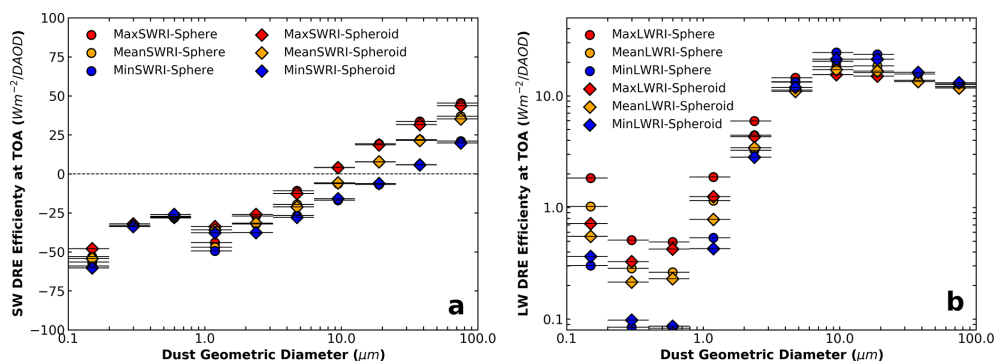 SW DRE Efficienty at TOA (Wm⁻²/DAOD)
100
75
50
25
0
−25
−50
−75
−100
MaxSWRI-Sphere
MeanSWRI-Sphere
MinSWRI-Sphere
MaxSWRI-Spheroid
MeanSWRI-Spheroid
MinSWRI-Spheroid
a
0.1
1.0
10.0
100.0
Dust Geometric Diameter (μm)
LW DRE Efficienty at TOA (Wm⁻²/DAOD)
10.0
1.0
0.1
MaxLWRI-Sphere
MeanLWRI-Sphere
MinLWRI-Sphere
MaxLWRI-Spheroid
MeanLWRI-Spheroid
MinLWRI-Spheroid
b
0.1
1.0
10.0
100.0
Dust Geometric Diameter (μm)